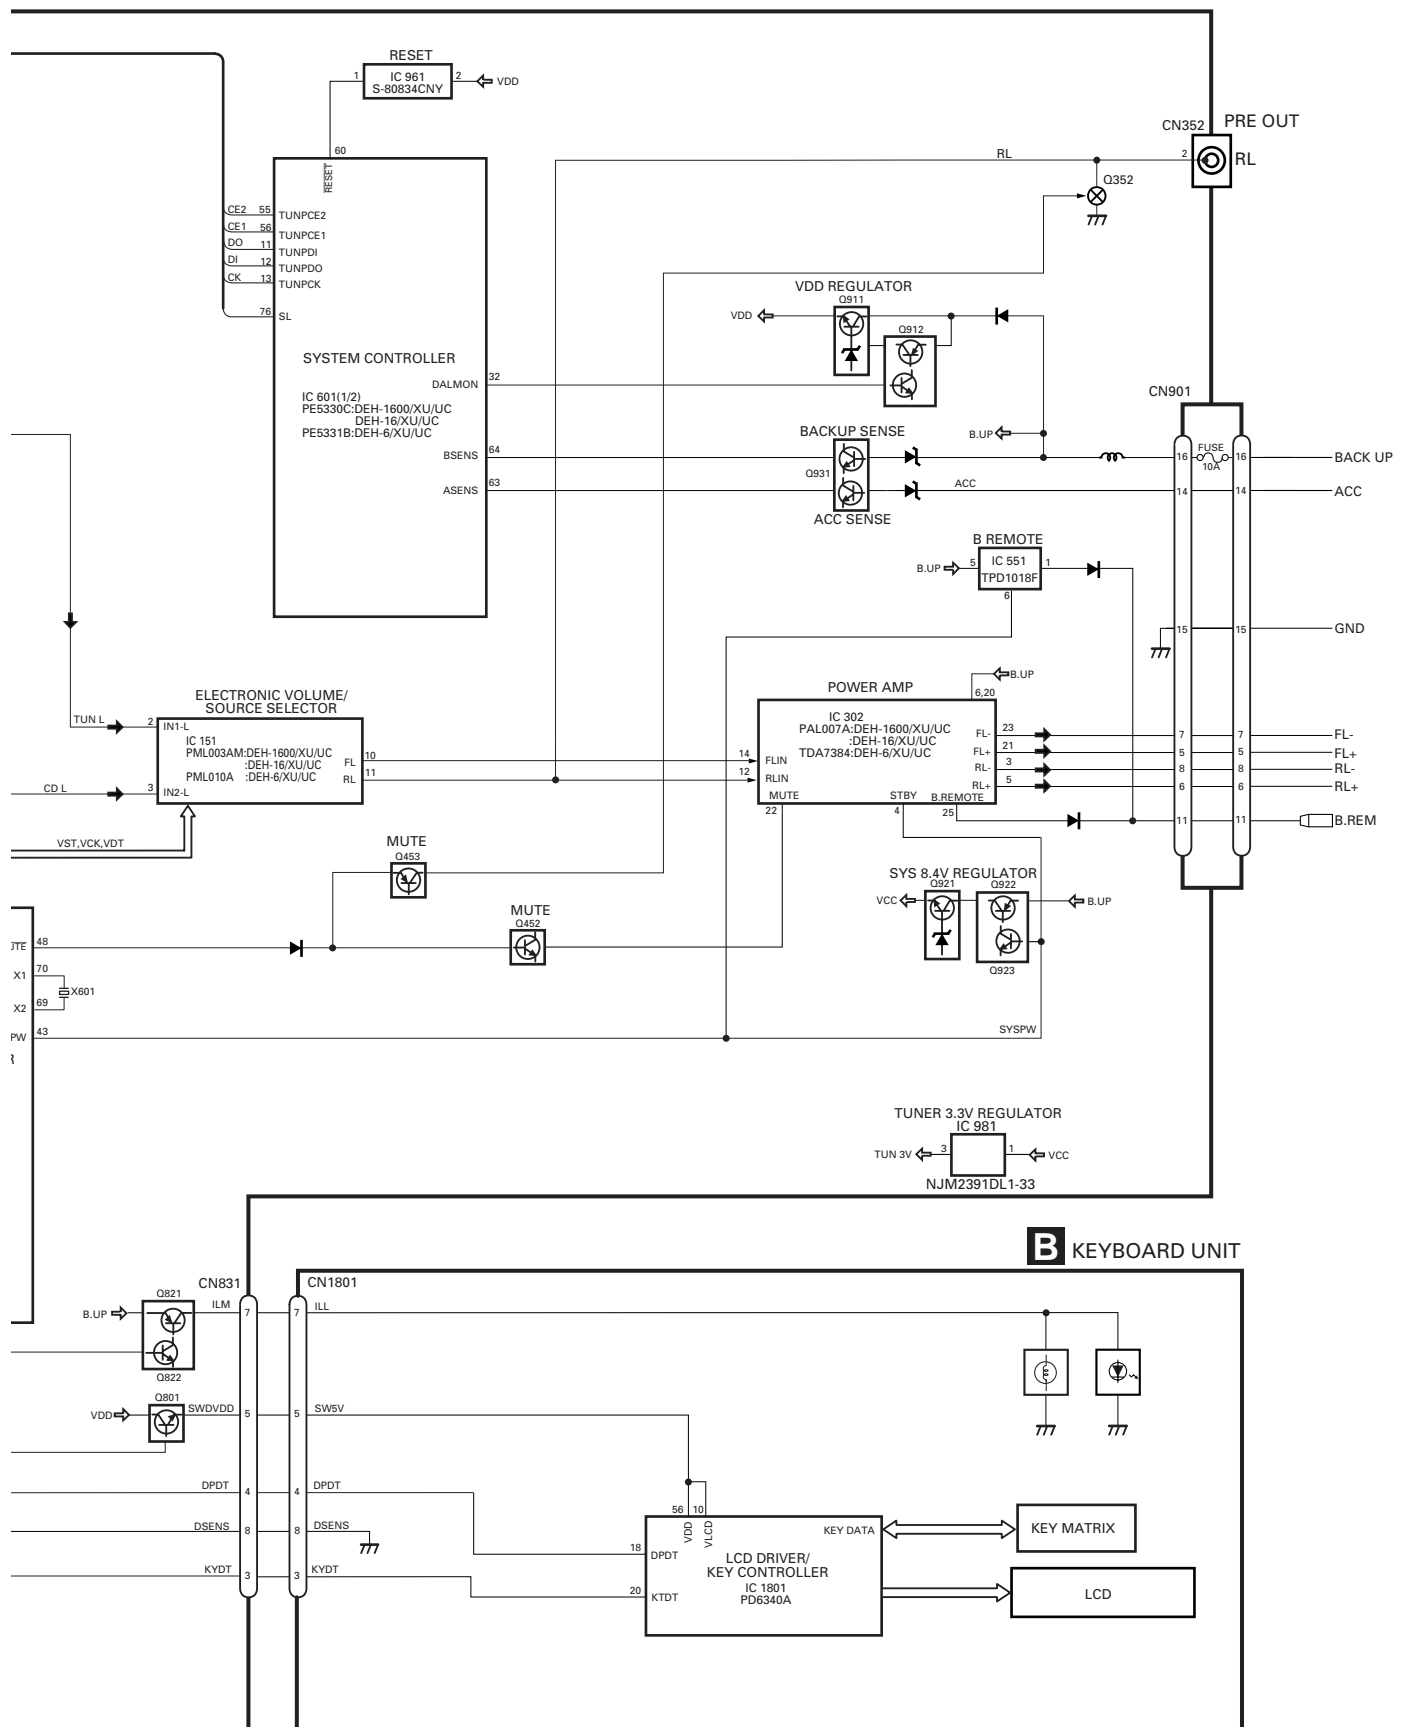 RESET
1
IC 961
S-80834CNY
2
VDD
60
RESET
CN352
PRE OUT
RL
2
RL
Q352
CE2
55
TUNPCE2
CE1
56
TUNPCE1
DO
11
TUNPDI
DI
12
TUNPDO
CK
13
TUNPCK
76
SL
SYSTEM CONTROLLER
IC 601(1/2)
PE5330C:DEH-1600/XU/UC
DEH-16/XU/UC
PE5331B:DEH-6/XU/UC
DALMON
32
BSENS
64
ASENS
63
VDD REGULATOR
Q911
VDD
Q912
B.UP
BACKUP SENSE
Q931
ACC SENSE
ACC
CN901
16
FUSE
10A
16
BACK UP
14
14
ACC
B REMOTE
B.UP
5
IC 551
TPD1018F
1
6
15
15
GND
POWER AMP
B.UP
6,20
IC 302
PAL007A:DEH-1600/XU/UC
:DEH-16/XU/UC
TDA7384:DEH-6/XU/UC
FL-
23
7
7
FL-
FL+
21
5
5
FL+
RL-
3
8
8
RL-
RL+
5
6
6
RL+
14
FLIN
12
RLIN
MUTE
22
STBY
4
B.REMOTE
25
11
11
B.REM
ELECTRONIC VOLUME/
SOURCE SELECTOR
TUN L
2
IN1-L
IC 151
PML003AM:DEH-1600/XU/UC
:DEH-16/XU/UC
PML010A :DEH-6/XU/UC
FL
10
RL
11
CD L
3
IN2-L
VST,VCK,VDT
MUTE
Q453
MUTE
Q452
SYS 8.4V REGULATOR
Q921
Q922
VCC
B.UP
Q923
UTE
48
X1
70
X601
X2
69
PW
43
R
SYSPW
TUNER 3.3V REGULATOR
IC 981
TUN 3V
3
1
VCC
NJM2391DL1-33
B KEYBOARD UNIT
CN831
CN1801
Q821
B.UP
ILM
7
7
ILL
Q822
Q801
VDD
SWDVDD
5
5
SW5V
DPDT
4
4
DPDT
DSENS
8
8
DSENS
KYDT
3
3
KYDT
56
10
VDD
VLCD
KEY DATA
KEY MATRIX
18
DPDT
LCD DRIVER/
KEY CONTROLLER
IC 1801
PD6340A
20
KTDT
LCD